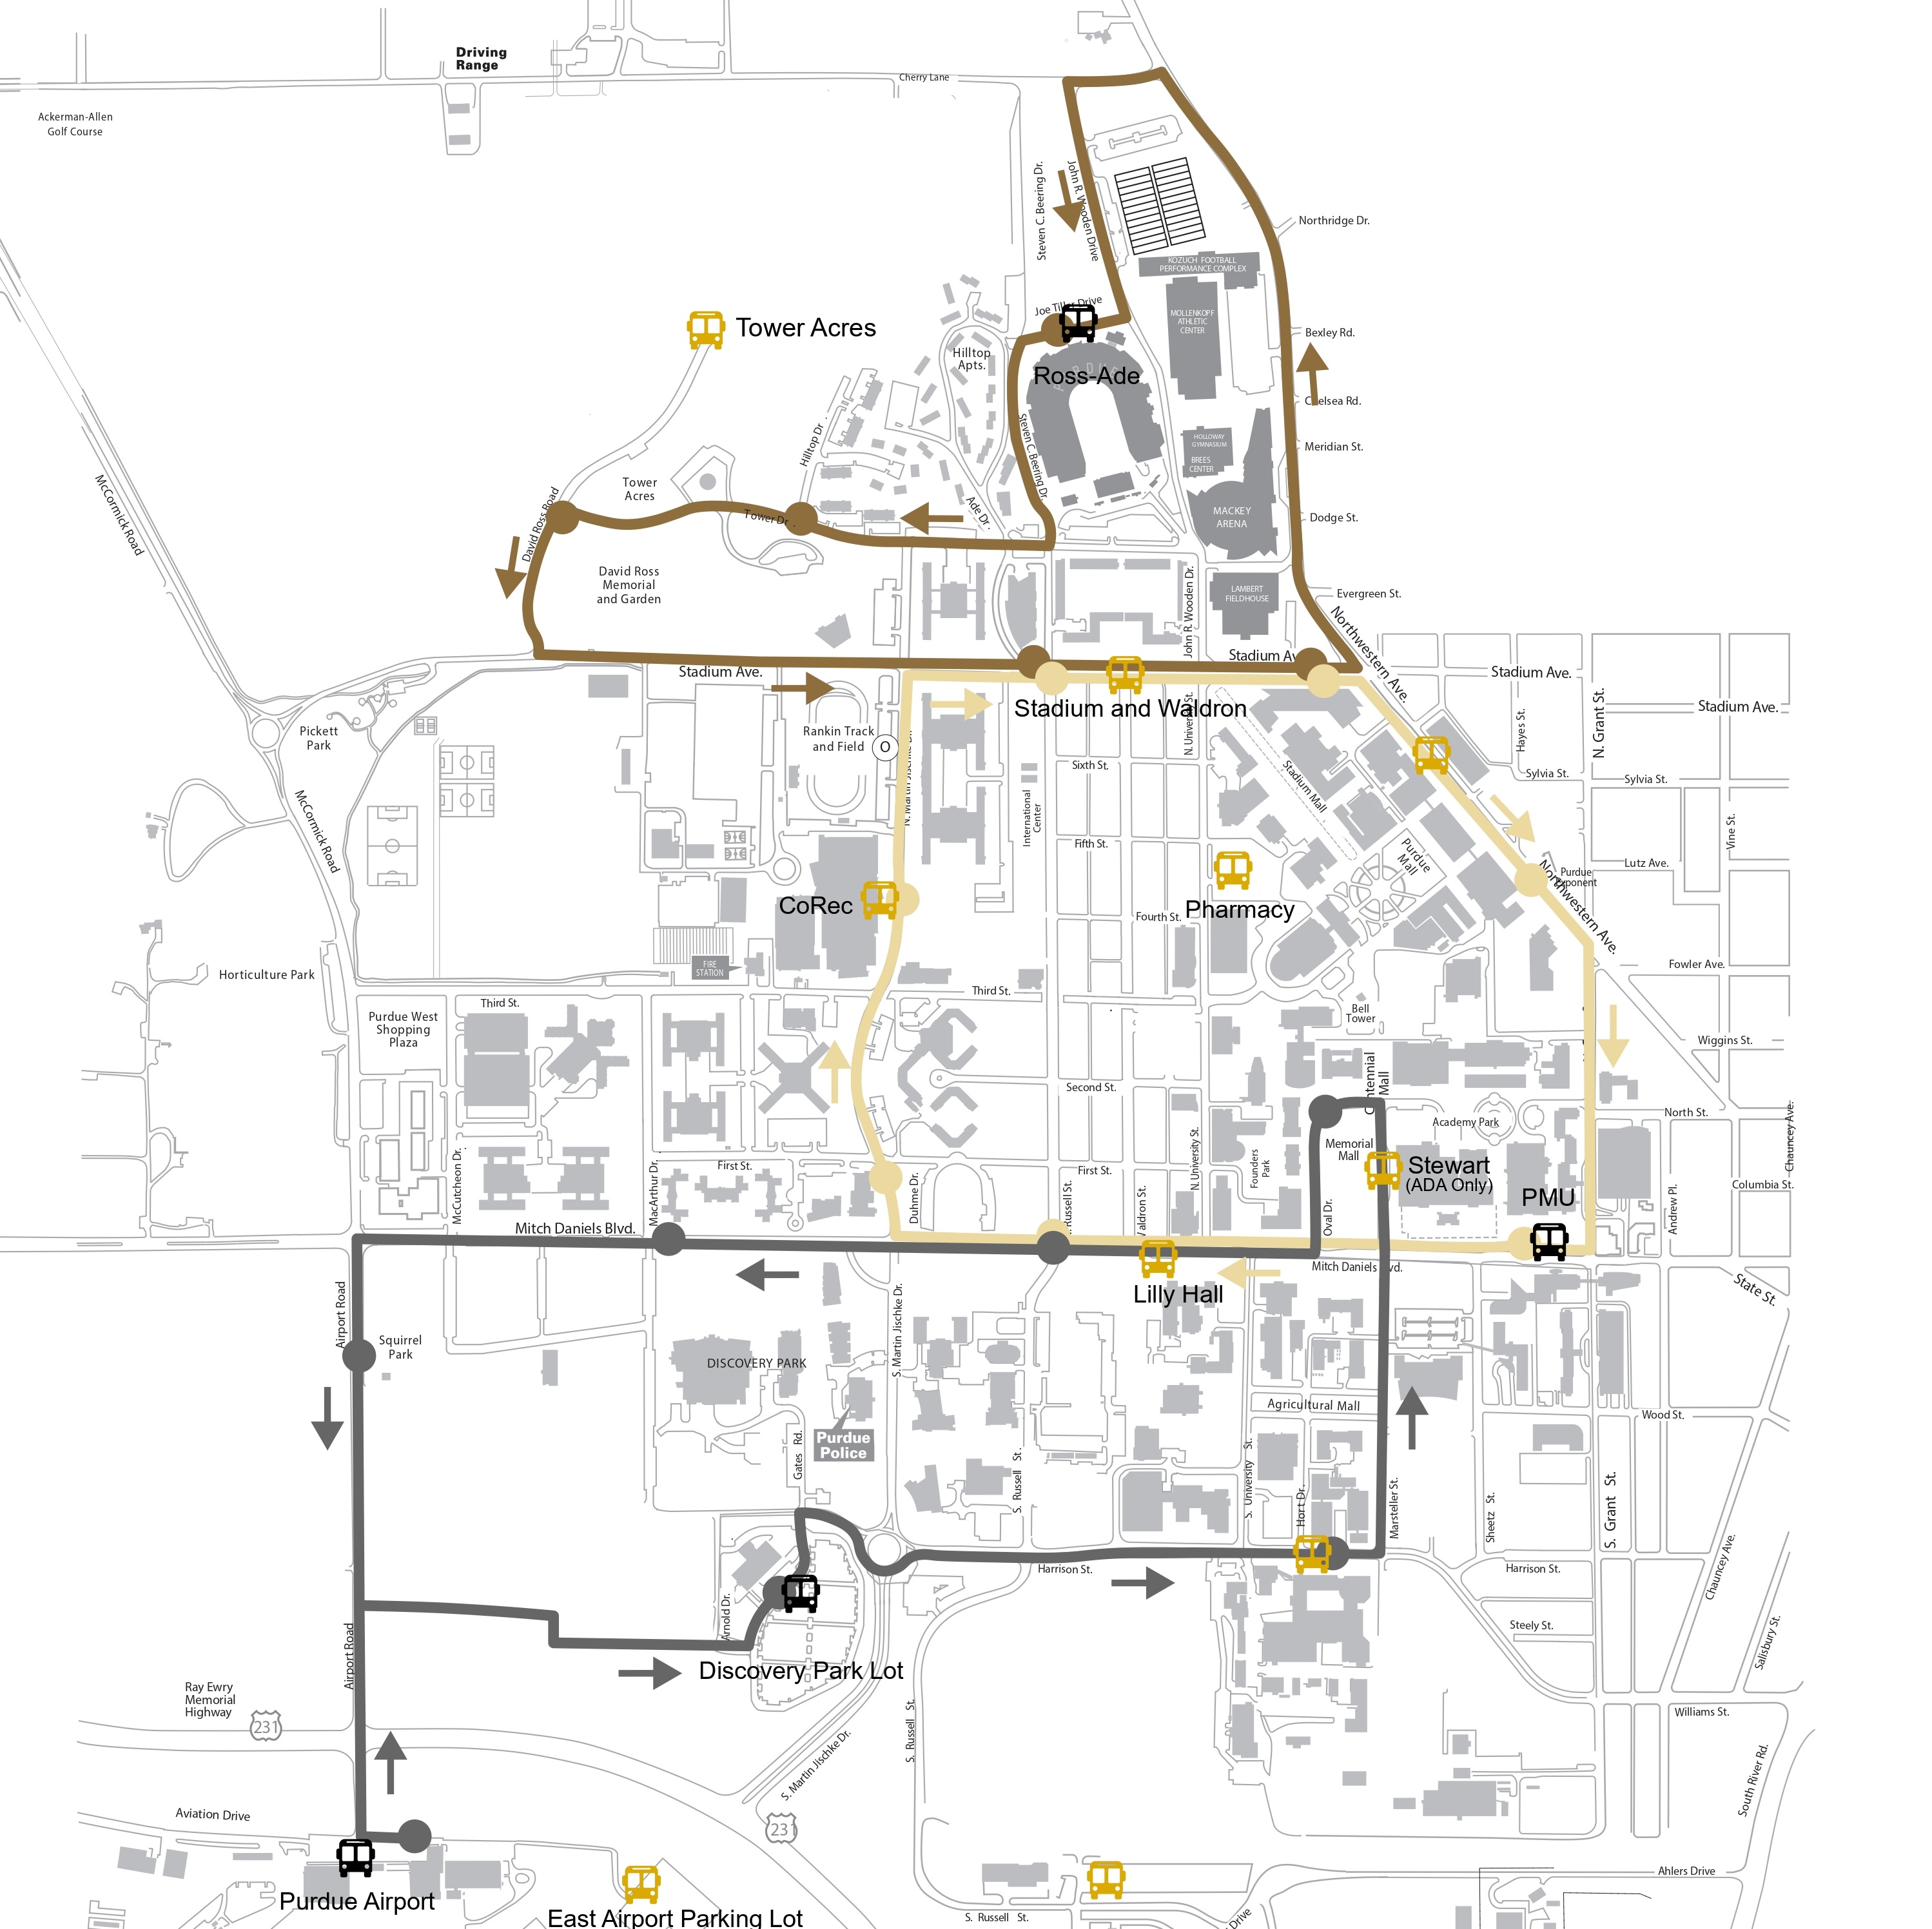 Driving
Range
Cherry Lane
Ackerman-Allen
Golf Course
Steven C. Beering Dr.
John R. Wooden Drive
Northridge Dr.
KOZUCH FOOTBALL
PERFORMANCE COMPLEX
Joe Tiller Drive
MOLLENKOPF
ATHLETIC
CENTER
Bexley Rd.
Tower Acres
Hilltop
Apts.
Ross-Ade
Chelsea Rd.
Hilltop Dr.
HOLLOWAY
GYMNASIUM
BREES
CENTER
Meridian St.
Steven C. Beering Dr.
McCormick Road
Tower
Acres
David Ross Road
Tower Dr.
Ade Dr.
MACKEY
ARENA
Dodge St.
David Ross
Memorial
and Garden
John R. Wooden Dr.
LAMBERT
FIELDHOUSE
Evergreen St.
Northwestern Ave.
Stadium Ave.
Stadium Av
Stadium Ave.
N. Grant St.
Stadium Ave.
Stadium and Waldron
Pickett
Park
Rankin Track
and Field
O
N. Martin Jischke Dr.
N. University St.
Hayes St.
Sixth St.
Stadium Mall
Sylvia St.
Sylvia St.
McCormick Road
International
Center
Fifth St.
Purdue
Mall
Vine St.
Lutz Ave.
Purdue
Exponent
Northwestern Ave.
CoRec
Pharmacy
Fourth St.
FIRE
STATION
Horticulture Park
Fowler Ave.
Third St.
Third St.
Purdue West
Shopping
Plaza
Bell
Tower
Wiggins St.
Centennial
Mall
Second St.
North St.
Chauncey Ave.
Academy Park
McCutcheon Dr.
MacArthur Dr.
First St.
First St.
Duhme Dr.
N. University St.
Founders
Park
Memorial
Mall
Stewart
(ADA Only)
PMU
Columbia St.
Andrew Pl.
Russell St.
Waldron St.
Oval Dr.
Mitch Daniels Blvd.
Mitch Daniels Blvd.
Lilly Hall
State St.
Airport Road
Squirrel
Park
DISCOVERY PARK
S. Martin Jischke Dr.
Agricultural Mall
Wood St.
Purdue
Police
Gates Rd.
S. Russell St.
S. University St.
Hort Dr.
Marsteller St.
Sheetz St.
S. Grant St.
Chauncey Ave.
Harrison St.
Harrison St.
Arnold Dr.
Airport Road
Discovery Park Lot
Steely St.
Salisbury St.
Ray Ewry
Memorial
Highway
231
S. Russell St.
Williams St.
S. Martin Jischke Dr.
South River Rd.
Aviation Drive
231
Purdue Airport
East Airport Parking Lot
Ahlers Drive
S. Russell St.
Drive